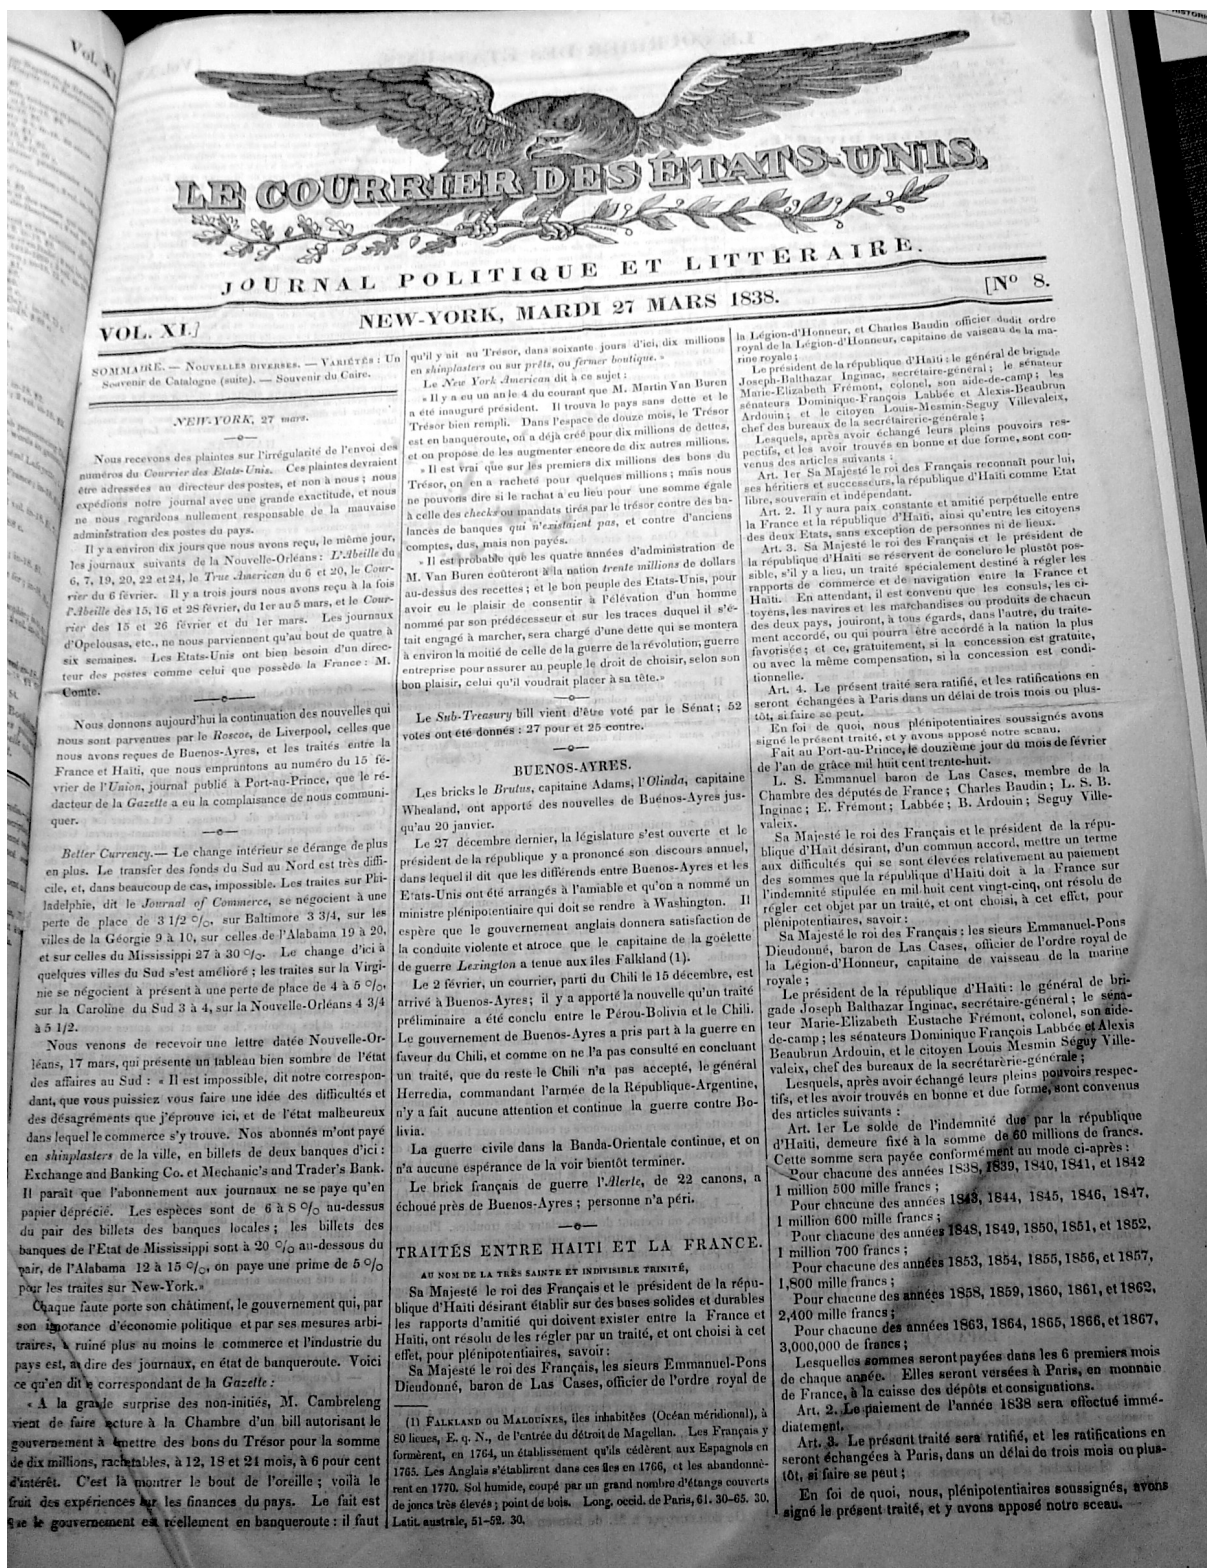 LE COURRIER DES ÉTATS-UNIS,
JOURNAL POLITIQUE ET LITTÉRAIRE.
VOL. XI.]
NEW-YORK, MARDI 27 MARS 1838.
[No 8.
SOMMAIRE. — NOUVELLES DIVERSES. — VARIÉTÉS : Un
Souvenir de Catalogne (suite). — Souvenir du Caire.
NEW-YORK, 27 mars.
Nous recevons des plaintes sur l'irrégularité de l'envoi des
numéros du Courrier des Etats-Unis. Ces plaintes devraient
être adressées au directeur des postes, et non à nous ; nous
expédions notre journal avec une grande exactitude, et nous
ne nous regardons nullement responsable de la mauvaise
administration des postes du pays.
Il y a environ dix jours que nous avons reçu, le même jour,
les journaux suivants de la Nouvelle-Orléans : L'Abeille du
6, 7, 19, 20, 22 et 24, le True American du 6 et 20, le Cour-
rier du 6 février. Il y a trois jours nous avons reçu à la fois
l'Abeille des 15, 16 et 28 février, du 1er au 5 mars, et le Cour-
rier des 15 et 26 février et du 1er mars. Les journaux
d'Opelousas, etc., ne nous parviennent qu'au bout de quatre à
six semaines. Les Etats-Unis ont bien besoin d'un direc-
teur des postes comme celui que possède la France : M.
Comte.
Nous donnons aujourd'hui la continuation des nouvelles qui
nous sont parvenues par le Roscoe, de Liverpool, celles que
nous avons reçues de Buenos-Ayres, et les traités entre la
France et Haïti, que nous empruntons au numéro du 15 fé-
vrier de l'Union, journal publié à Port-au-Prince, que le ré-
dacteur de la Gazette a eu la complaisance de nous communi-
quer.
Better Currency. — Le change intérieur se dérange de plus
en plus. Le transfer des fonds du Sud au Nord est très diffi-
cile, et, dans beaucoup de cas, impossible. Les traites sur Phi-
ladelphie, dit le Journal of Commerce, se négocient à une
perte de place de 3 1/2 %, sur Baltimore 3 3/4, sur les
villes de la Géorgie 9 à 10, sur celles de l'Alabama 19 à 20,
et sur celles du Mississippi 27 à 30 %. Le change d'ici à
quelques villes du Sud s'est amélioré ; les traites sur la Virgi-
nie se négocient à présent à une perte de place de 4 à 5 %,
sur la Caroline du Sud 3 à 4, sur la Nouvelle-Orléans 4 3/4
à 5 1/2.
Nous venons de recevoir une lettre datée Nouvelle-Or-
léans, 17 mars, qui présente un tableau bien sombre de l'état
des affaires au Sud : « Il est impossible, dit notre correspon-
dant, que vous puissiez vous faire une idée des difficultés et
des désagréments que j'éprouve ici, et de l'état malheureux
dans lequel le commerce s'y trouve. Nos abonnés m'ont payé
en shinplasters de la ville, en billets de deux banques d'ici :
Exchange and Banking Co. et Mechanic's and Trader's Bank.
Il paraît que l'abonnement aux journaux ne se paye qu'en
papier déprécié. Les espèces sont de 6 à 8 % au-dessus
du pair des billets des banques locales ; les billets des
banques de l'Etat de Mississippi sont à 20 % au-dessous du
pair, de l'Alabama 12 à 15 %, on paye une prime de 5 %
pour les traites sur New-York. »
Chaque faute porte son châtiment, le gouvernement qui, par
son ignorance d'économie politique et par ses mesures arbi-
traires, a ruiné plus au moins le commerce et l'industrie du
pays est, au dire des journaux, en état de banqueroute. Voici
ce qu'en dit le correspondant de la Gazette :
« A la grande surprise des non-initiés, M. Cambreleng
vient de faire lecture à la Chambre d'un bill autorisant le
gouvernement à émettre des bons du Trésor pour la somme
de dix millions, rachetables, à 12, 18 et 21 mois, à 6 pour cent
d'intérêt. C'est là montrer le bout de l'oreille ; voilà le
fruit des expériences sur les finances du pays. Le fait est
que le gouvernement est réellement en banqueroute : il faut
qu'il y ait au Trésor, dans soixante jours d'ici, dix millions
en shinplasters ou sur prêts, ou fermer boutique. »
Le New York American dit à ce sujet :
« Il y a eu un an le 4 du courant que M. Martin Van Buren
a été inauguré président. Il trouva le pays sans dette et le
Trésor bien rempli. Dans l'espace de douze mois, le Trésor
est en banqueroute, on a déjà créé pour dix millions de dettes,
et on propose de les augmenter encore de dix autres millions.
» Il est vrai que sur les premiers dix millions des bons du
Trésor, on en a racheté pour quelques millions ; mais nous
ne pouvons dire si le rachat a eu lieu pour une somme égale
à celle des checks ou mandats tirés par le trésor contre des ba-
lances de banques qui n'existaient pas, et contre d'anciens
comptes, dus, mais non payés.
» Il est probable que les quatre années d'administration de
M. Van Buren coûteront à la nation trente millions de dollars
au-dessus des recettes ; et le bon peuple des Etats-Unis, pour
avoir eu le plaisir de consentir à l'élévation d'un homme
nommé par son prédécesseur et sur les traces duquel il s'é-
tait engagé à marcher, sera chargé d'une dette qui se montera
à environ la moitié de celle de la guerre de la révolution, guerre
entreprise pour assurer au peuple le droit de choisir, selon son
bon plaisir, celui qu'il voudrait placer à sa tête. »
Le Sub-Treasury bill vient d'être voté par le Sénat ; 52
votes ont été donnés : 27 pour et 25 contre.
BUENOS-AYRES.
Les bricks le Brutus, capitaine Adams, l'Olinda, capitaine
Whealand, ont apporté des nouvelles de Buenos-Ayres jus-
qu'au 20 janvier.
Le 27 décembre dernier, la législature s'est ouverte et le
président de la république y a prononcé son discours annuel,
dans lequel il dit que les différends entre Buenos-Ayres et les
Etats-Unis ont été arrangés à l'amiable et qu'on a nommé un
ministre plénipotentiaire qui doit se rendre à Washington. Il
espère que le gouvernement anglais donnera satisfaction de
la conduite violente et atroce que le capitaine de la goëlette
de guerre Lexington a tenue aux îles Falkland (1).
Le 2 février, un courrier, parti du Chili le 15 décembre, est
arrivé à Buenos-Ayres ; il y a apporté la nouvelle qu'un traité
préliminaire a été conclu entre le Pérou-Bolivia et le Chili.
Le gouvernement de Buenos-Ayres a pris part à la guerre en
faveur du Chili, et comme on ne l'a pas consulté en concluant
un traité, que du reste le Chili n'a pas accepté, le général
Herredia, commandant l'armée de la République-Argentine,
n'y a fait aucune attention et continue la guerre contre Bo-
livia.
La guerre civile dans la Banda-Orientale continue, et on
n'a aucune espérance de la voir bientôt terminer.
Le brick français de guerre l'Alerte, de 22 canons, a
échoué près de Buenos-Ayres ; personne n'a péri.
TRAITÉS ENTRE HAITI ET LA FRANCE.
AU NOM DE LA TRÈS SAINTE ET INDIVISIBLE TRINITÉ,
Sa Majesté le roi des Français et le président de la répu-
blique d'Haïti désirant établir sur des bases solides et durables
les rapports d'amitié qui doivent exister entre la France et
Haïti, ont résolu de les régler par un traité, et ont choisi à cet
effet, pour plénipotentiaires, savoir :
Sa Majesté le roi des Français, les sieurs Emmanuel-Pons
Dieudonné, baron de Las Cases, officier de l'ordre royal de
(1) FALKLAND OU MALOUINES, îles inhabitées (Océan méridional), à
80 lieues, E. q. N., de l'entrée du détroit de Magellan. Les Français y
formèrent, en 1764, un établissement qu'ils cédèrent aux Espagnols en
1765. Les Anglais s'établirent dans ces îles en 1766, et les abandonnè-
rent en 1770. Sol humide, coupé par un grand nombre d'étangs couverts
de joncs très élevés ; point de bois. Long. occid. de Paris, 61. 30-65. 30.
Latit. australe, 51-52. 30.
la Légion-d'Honneur, et Charles Baudin officier dudit ordre
royal de la Légion-d'Honneur, capitaine de vaiseau de la ma-
rine royale ;
Le président de la république d'Haïti : le général de brigade
Joseph-Balthazar Inginac, secrétaire-général ; le sénateur
Marie-Elizabeth Frémont, colonel, son aide-de-camp ; les
sénateurs Dominique-François Labbée et Alexis-Beaubrun
Ardouin ; et le citoyen Louis-Mesmin-Seguy Villevaleix,
chef des bureaux de la secrétairerie-générale ;
Lesquels, après avoir échangé leurs pleins pouvoirs res-
pectifs, et les avoir trouvés en bonne et due forme, sont con-
venus des articles suivants :
Art. 1er Sa Majesté le roi des Français reconnaît pour lui,
ses héritiers et successeurs, la république d'Haïti comme Etat
libre, souverain et indépendant.
Art. 2. Il y aura paix constante et amitié perpétuelle entre
la France et la république d'Haïti, ainsi qu'entre les citoyens
des deux Etats, sans exception de personnes ni de lieux.
Art. 3. Sa Majesté le roi des Français et le président de
la république d'Haïti se réservent de conclure le plustôt pos-
sible, s'il y a lieu, un traité spécialement destiné à régler les
rapports de commerce et de navigation entre la France et
Haïti. En attendant, il est convenu que les consuls, les ci-
toyens, les navires et les marchandises ou produits de chacun
des deux pays, jouiront, à tous égards, dans l'autre, du traite-
ment accordé, ou qui pourra être accordé à la nation la plus
favorisée ; et ce, gratuitement, si la concession est gratuite,
ou avec la même compensation, si la concession est condi-
tionnelle.
Art. 4. Le présent traité sera ratifié, et les ratifications en
seront échangées à Paris dans un délai de trois mois ou plus-
tôt, si faire se peut.
En foi de quoi, nous plénipotentiaires soussignés avons
signé le présent traité, et y avons apposé notre sceau.
Fait au Port-au-Prince, le douzième jour du mois de février
de l'an de grâce mil huit cent trente-huit.
L. S. Emmanuel baron de Las Cases, membre de la
Chambre des députés de France ; Charles Baudin ; L. S. B.
Inginac ; E. Frémont ; Labbée ; B. Ardouin ; Seguy Ville-
valeix.
Sa Majesté le roi des Français et le président de la répu-
blique d'Haïti désirant, d'un commun accord, mettre un terme
aux difficultés qui se sont élevées relativement au paiement
des sommes que la république d'Haïti doit à la France sur
l'indemnité stipulée en mil huit cent vingt-cinq, ont résolu de
régler cet objet par un traité, et ont choisi, à cet effet, pour
plénipotentiaires, savoir :
Sa Majesté le roi des Français : les sieurs Emmanuel-Pons
Dieudonné, baron de Las Cases, officier de l'ordre royal de
la Légion-d'Honneur, capitaine de vaisseau de la marine
royale ;
Le président de la république d'Haïti : le général de bri-
gade Joseph Balthazar Inginac, secrétaire-général ; le séna-
teur Marie-Elizabeth Eustache Frémont, colonel, son aide-
de-camp ; les sénateurs Dominique François Labbée et Alexis
Beaubrun Ardouin, et le citoyen Louis Mesmin Séguy Ville-
valeix, chef des bureaux de la secrétairerie-générale ;
Lesquels, après avoir échangé leurs pleins pouvoirs respec-
tifs, et les avoir trouvés en bonne et due forme, sont convenus
des articles suivants :
Art. 1er Le solde de l'indemnité due par la république
d'Haïti, demeure fixé à la somme de 60 millions de francs.
Cette somme sera payée conformément au mode ci-après :
Pour chacune des années 1838, 1839, 1840, 1841, et 1842
1 million 500 mille francs ;
Pour chacune des années 1843, 1844, 1845, 1846, 1847,
1 million 600 mille francs ;
Pour chacune des années 1848, 1849, 1850, 1851, et 1852,
1 million 700 francs ;
Pour chacune des années 1853, 1854, 1855, 1856, et 1857,
1,800 mille francs ;
Pour chacune des années 1858, 1859, 1860, 1861, et 1862,
2,400 mille francs ;
Pour chacune des années 1863, 1864, 1865, 1866, et 1867,
3,000,000 de francs ;
Lesquelles sommes seront payées dans les 6 premiers mois
de chaque année. Elles seront versées à Paris, en monnaie
de France, à la caisse des dépôts et consignations.
Art. 2. Le paiement de l'année 1838 sera effectué immé-
diatement.
Art. 3. Le présent traité sera ratifié, et les ratifications en
seront échangées à Paris, dans un délai de trois mois ou plus-
tôt, si faire se peut ;
En foi de quoi, nous, plénipotentiaires soussignés, avons
signé le présent traité, et y avons apposé notre sceau.